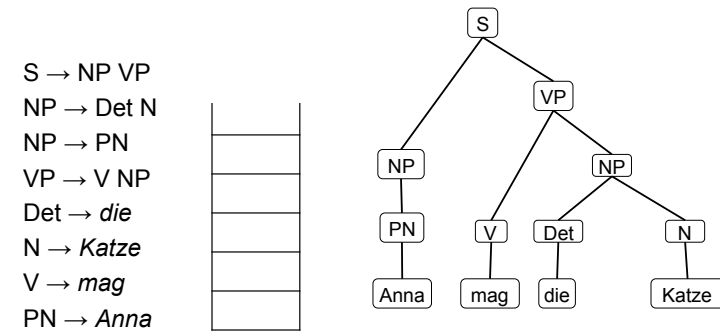 S → NP VP
NP → Det N
NP → PN
VP → V NP
Det → die
N → Katze
V → mag
PN → Anna
S
VP
NP
NP
PN
V
Det
N
Anna
mag
die
Katze